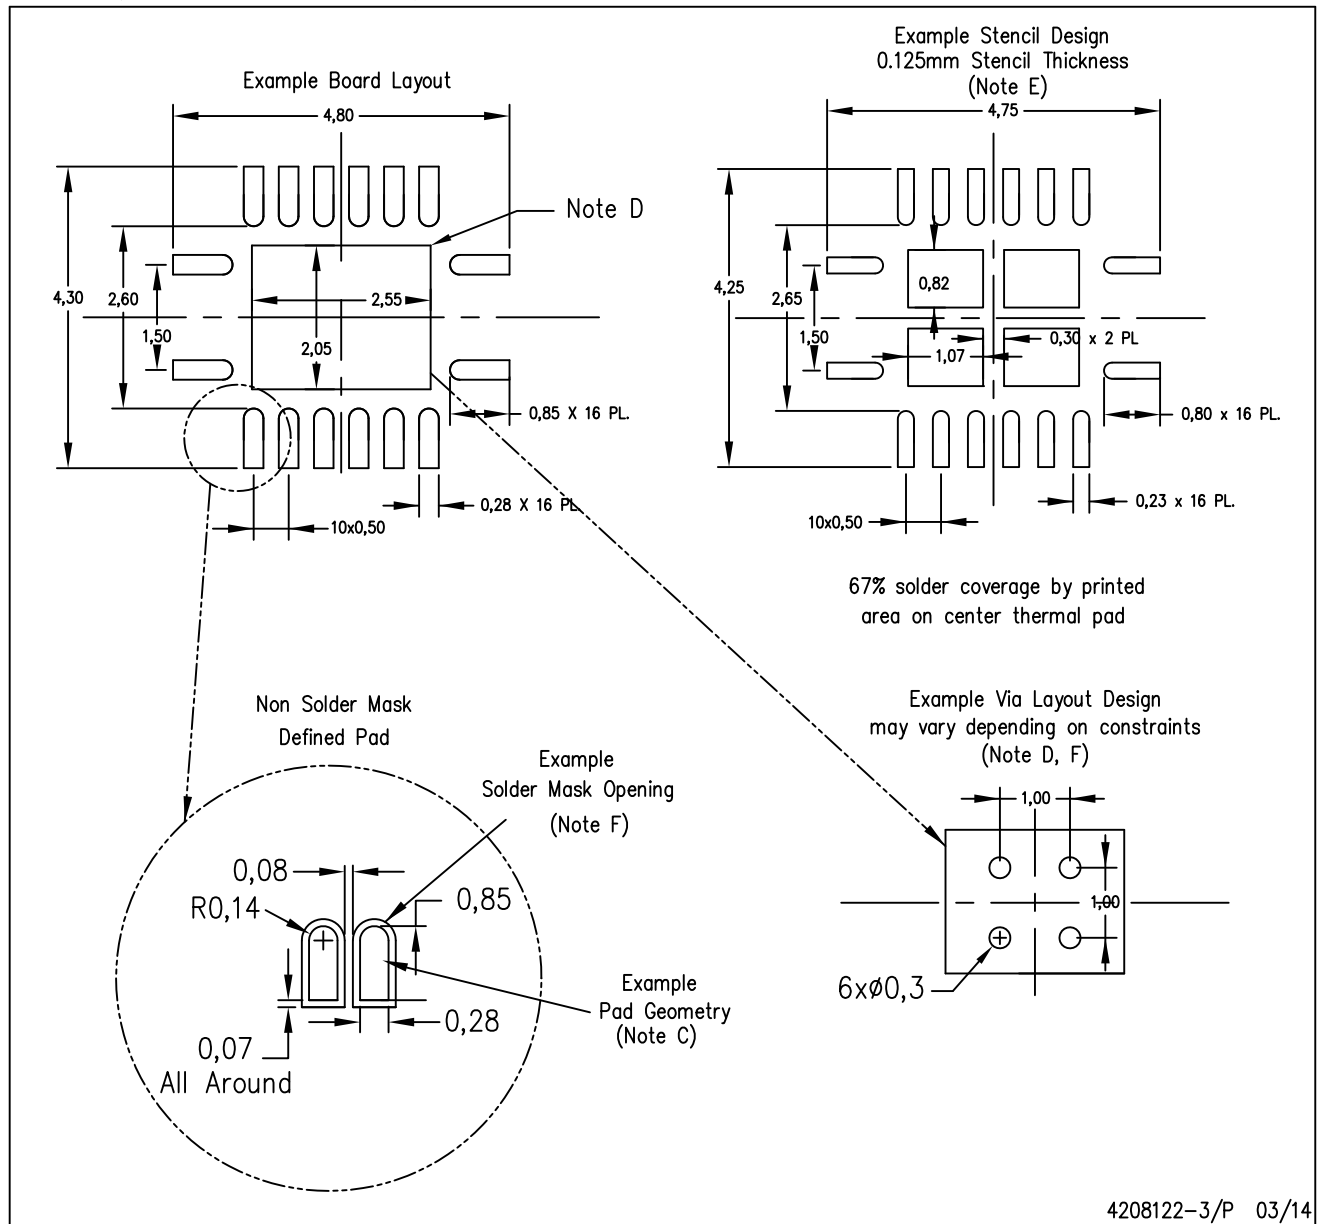 Example Board Layout
4,80
Note D
4,30
2,60
1,50
2,55
2,05
0,85 X 16 PL.
0,28 X 16 PL.
10x0,50
Example Stencil Design
0.125mm Stencil Thickness
(Note E)
4,75
4,25
2,65
1,50
0,82
0,30 x 2 PL
1,07
0,80 x 16 PL.
0,23 x 16 PL.
10x0,50
67% solder coverage by printed
area on center thermal pad
Non Solder Mask
Defined Pad
Example
Solder Mask Opening
(Note F)
0,08
R0,14
0,85
Example
Pad Geometry
(Note C)
0,28
0,07
All Around
Example Via Layout Design
may vary depending on constraints
(Note D, F)
1,00
1,00
6xø0,3
4208122-3/P 03/14